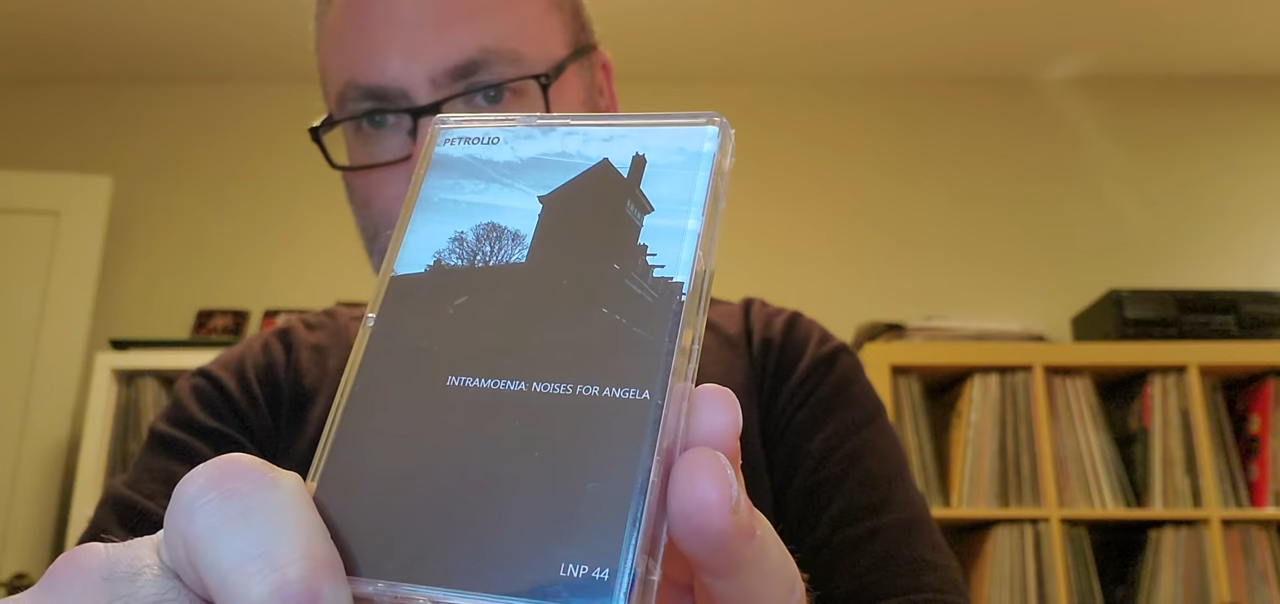 PETROLIO
INTRAMOENIA: NOISES FOR ANGELA
LNP 44